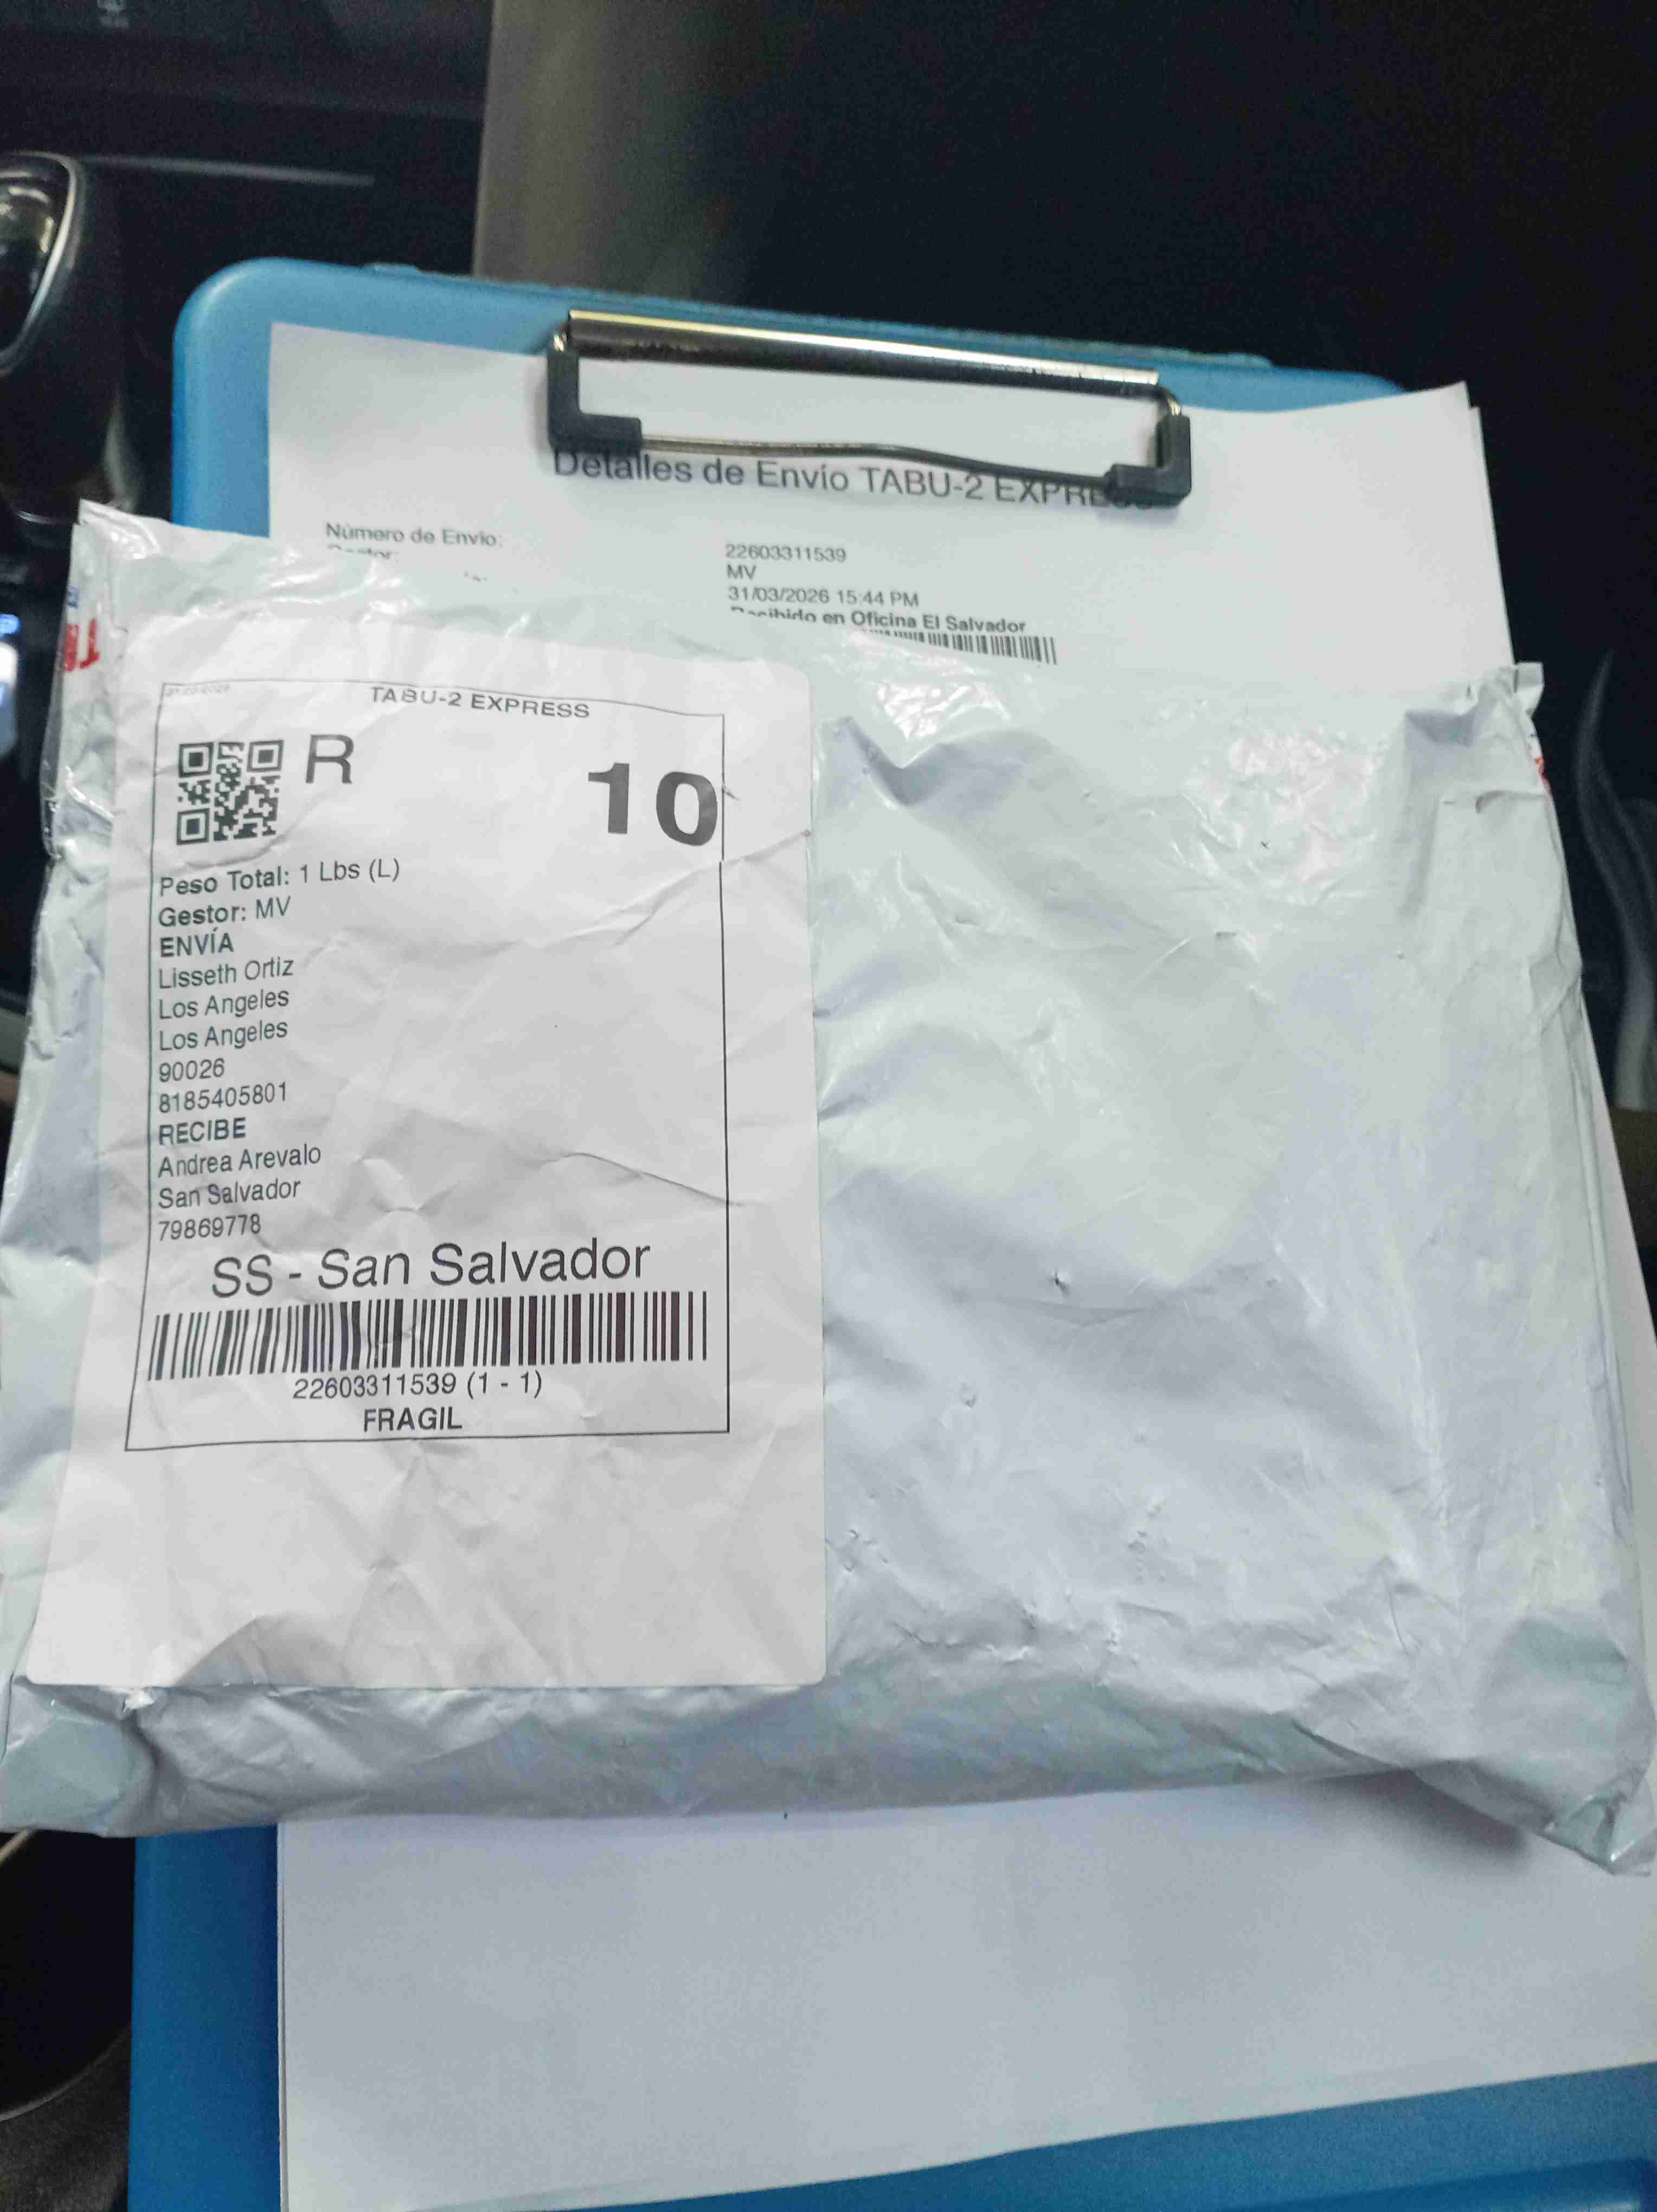 Detalles de Envío TABU-2 EXPRESS
Número de Envío:
22603311539
MV
31/03/2026 15:44 PM
en Oficina El Salvador
TABU-2 EXPRESS
R
10
Peso Total: 1 Lbs (L)
Gestor: MV
ENVÍA
Lisseth Ortiz
Los Angeles
Los Angeles
90026
8185405801
RECIBE
Andrea Arevalo
San Salvador
79869778
SS - San Salvador
22603311539 (1 - 1)
FRAGIL